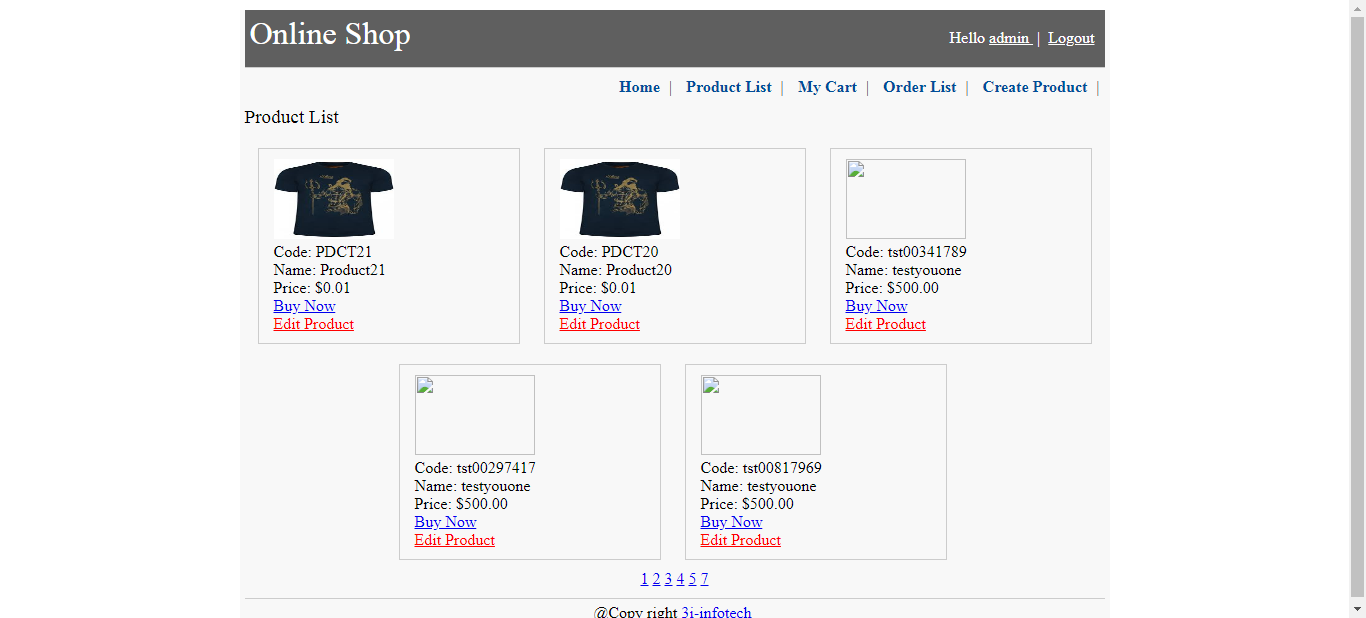 Online Shop
Hello admin | Logout
Home | Product List | My Cart | Order List | Create Product |
Product List
Code: PDCT21
Name: Product21
Price: $0.01
Buy Now
Edit Product
Code: PDCT20
Name: Product20
Price: $0.01
Buy Now
Edit Product
Code: tst00341789
Name: testyouone
Price: $500.00
Buy Now
Edit Product
Code: tst00297417
Name: testyouone
Price: $500.00
Buy Now
Edit Product
Code: tst00817969
Name: testyouone
Price: $500.00
Buy Now
Edit Product
1 2 3 4 5 7
@Copy right 3i-infotech